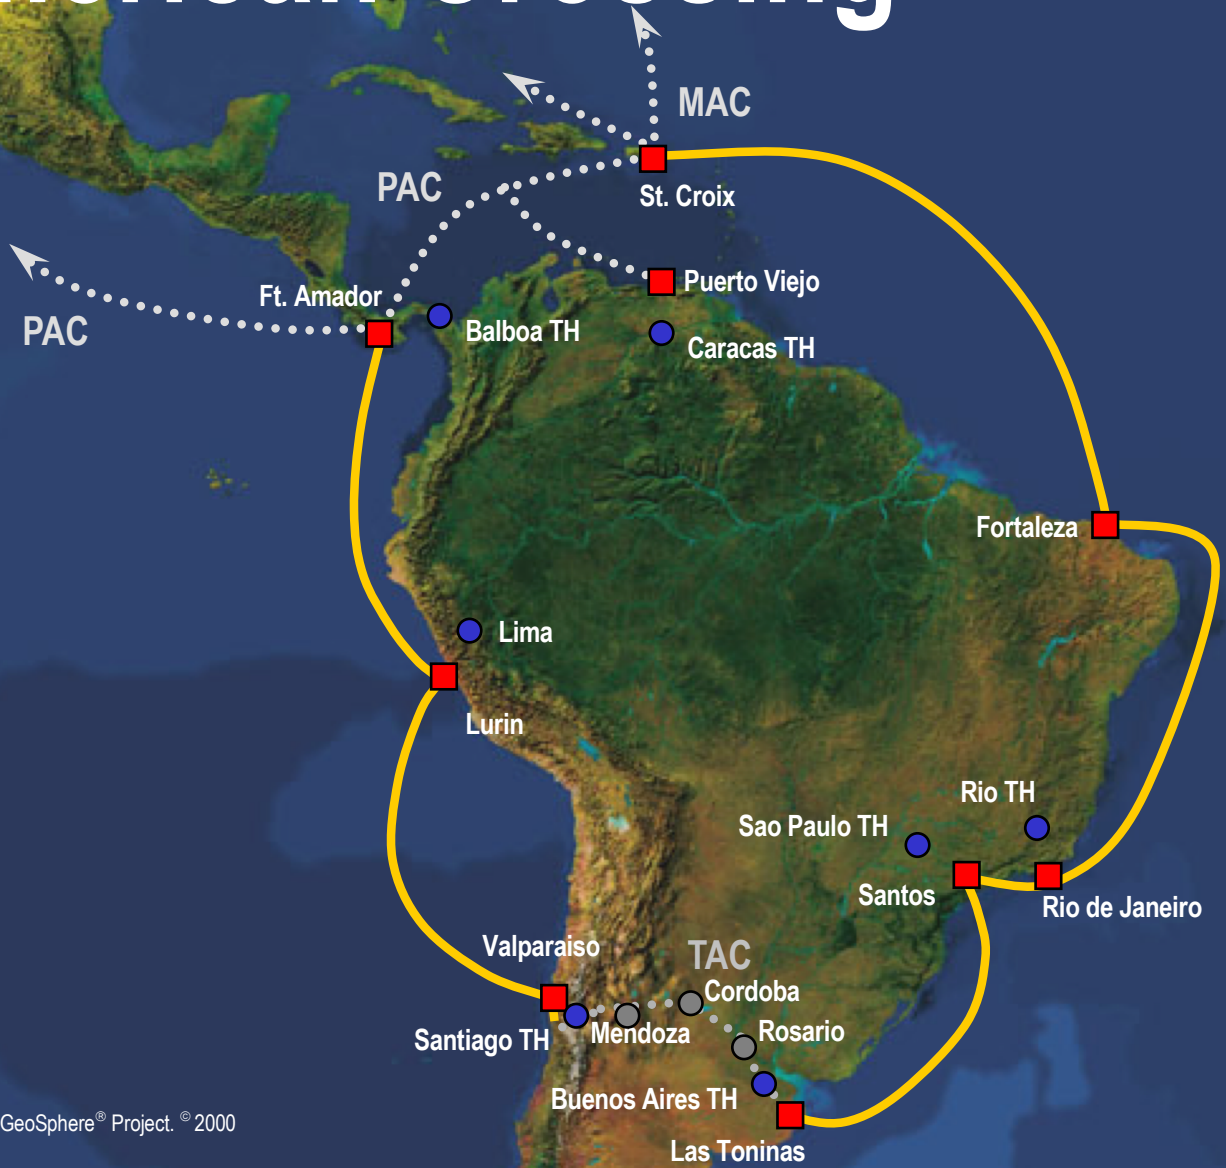 Crossing
MAC
PAC
St. Croix
Puerto Viejo
Ft. Amador
PAC
Balboa TH
Caracas TH
Fortaleza
Lima
Lurin
Rio TH
Sao Paulo TH
Santos
Rio de Janeiro
Valparaiso
TAC
Cordoba
Rosario
Mendoza
Santiago TH
Buenos Aires TH
GeoSphere® Project. © 2000
Las Toninas